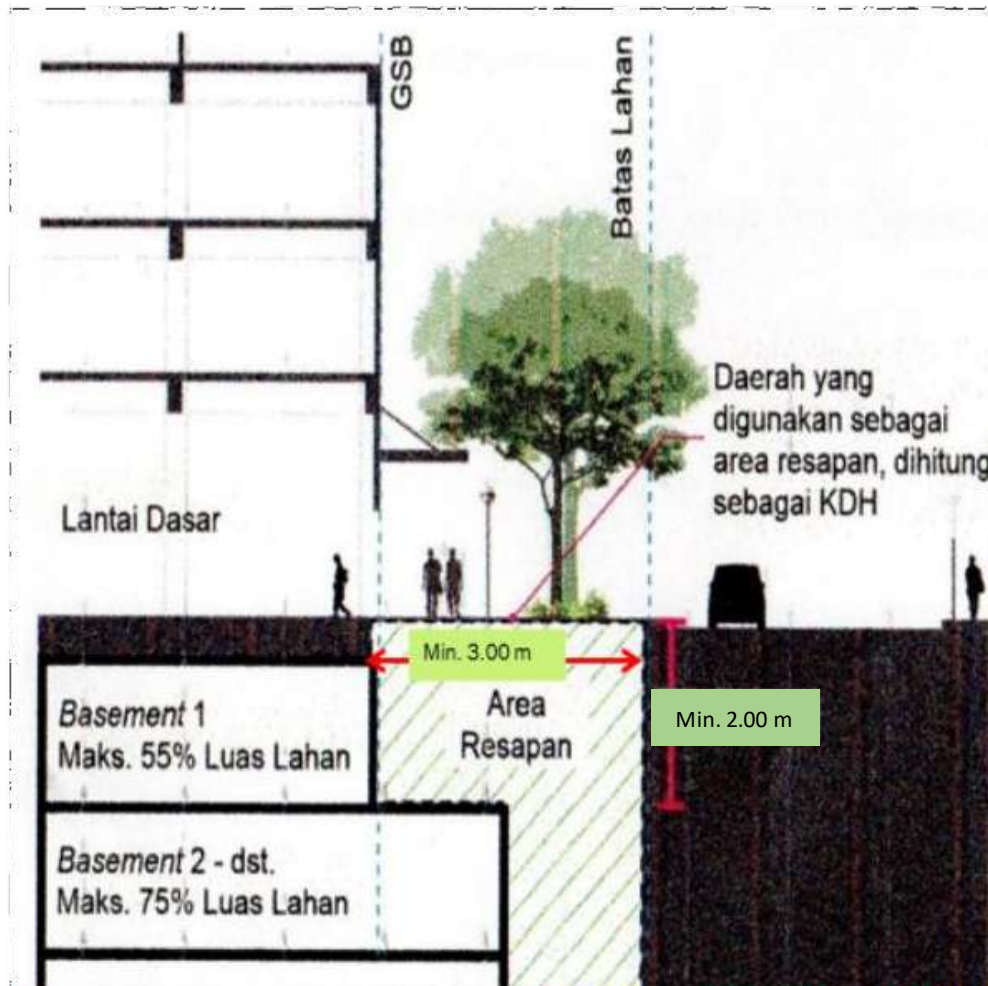 GSB
Batas Lahan
Daerah yang
digunakan sebagai
area resapan, dihitung
sebagai KDH
Lantai Dasar
Min. 3.00 m
Area
Resapan
Min. 2.00 m
Basement 1
Maks. 55% Luas Lahan
Basement 2 - dst.
Maks. 75% Luas Lahan